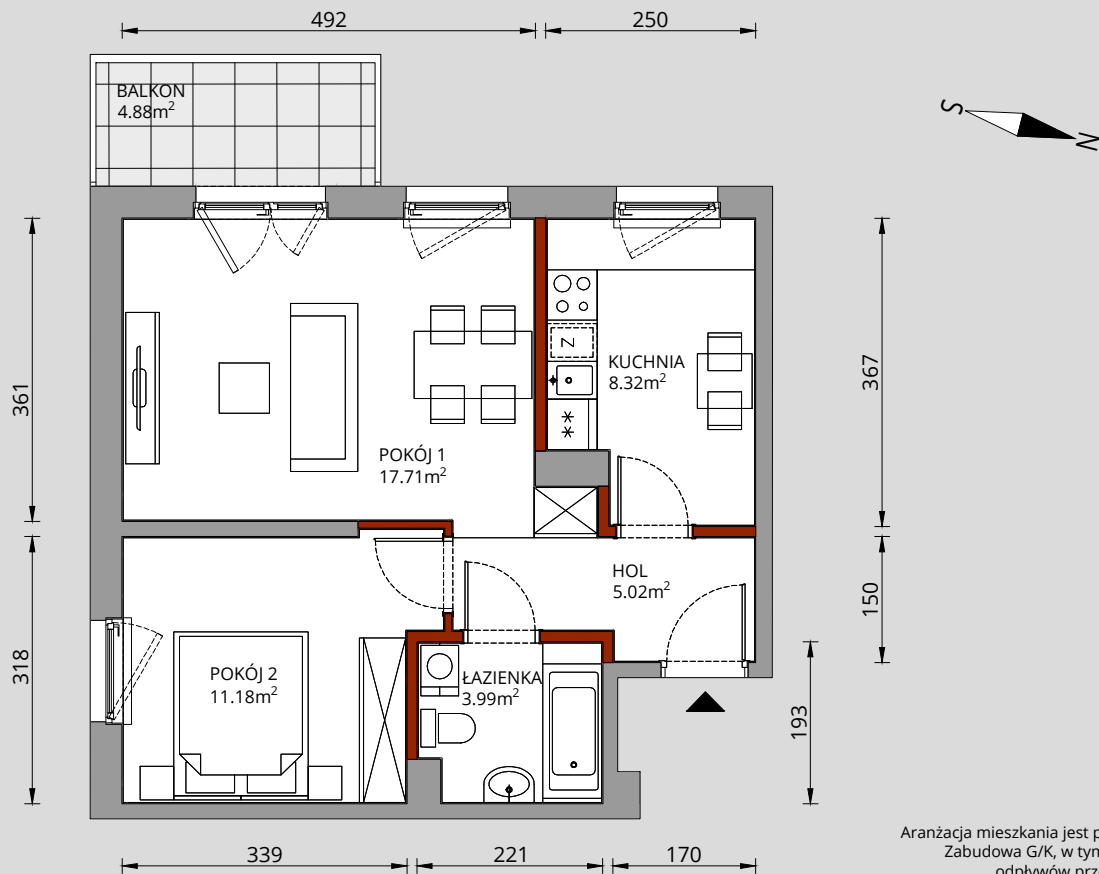 492
250
BALKON
4.88m²
S
N
361
367
KUCHNIA
8.32m²
Z
**
POKÓJ 1
17.71m²
HOL
5.02m²
150
318
POKÓJ 2
11.18m²
ŁAZIENKA
3.99m²
193
339
221
170
Aranżacja mieszkania jest p
Zabudowa G/K, w tym
odpływów prz